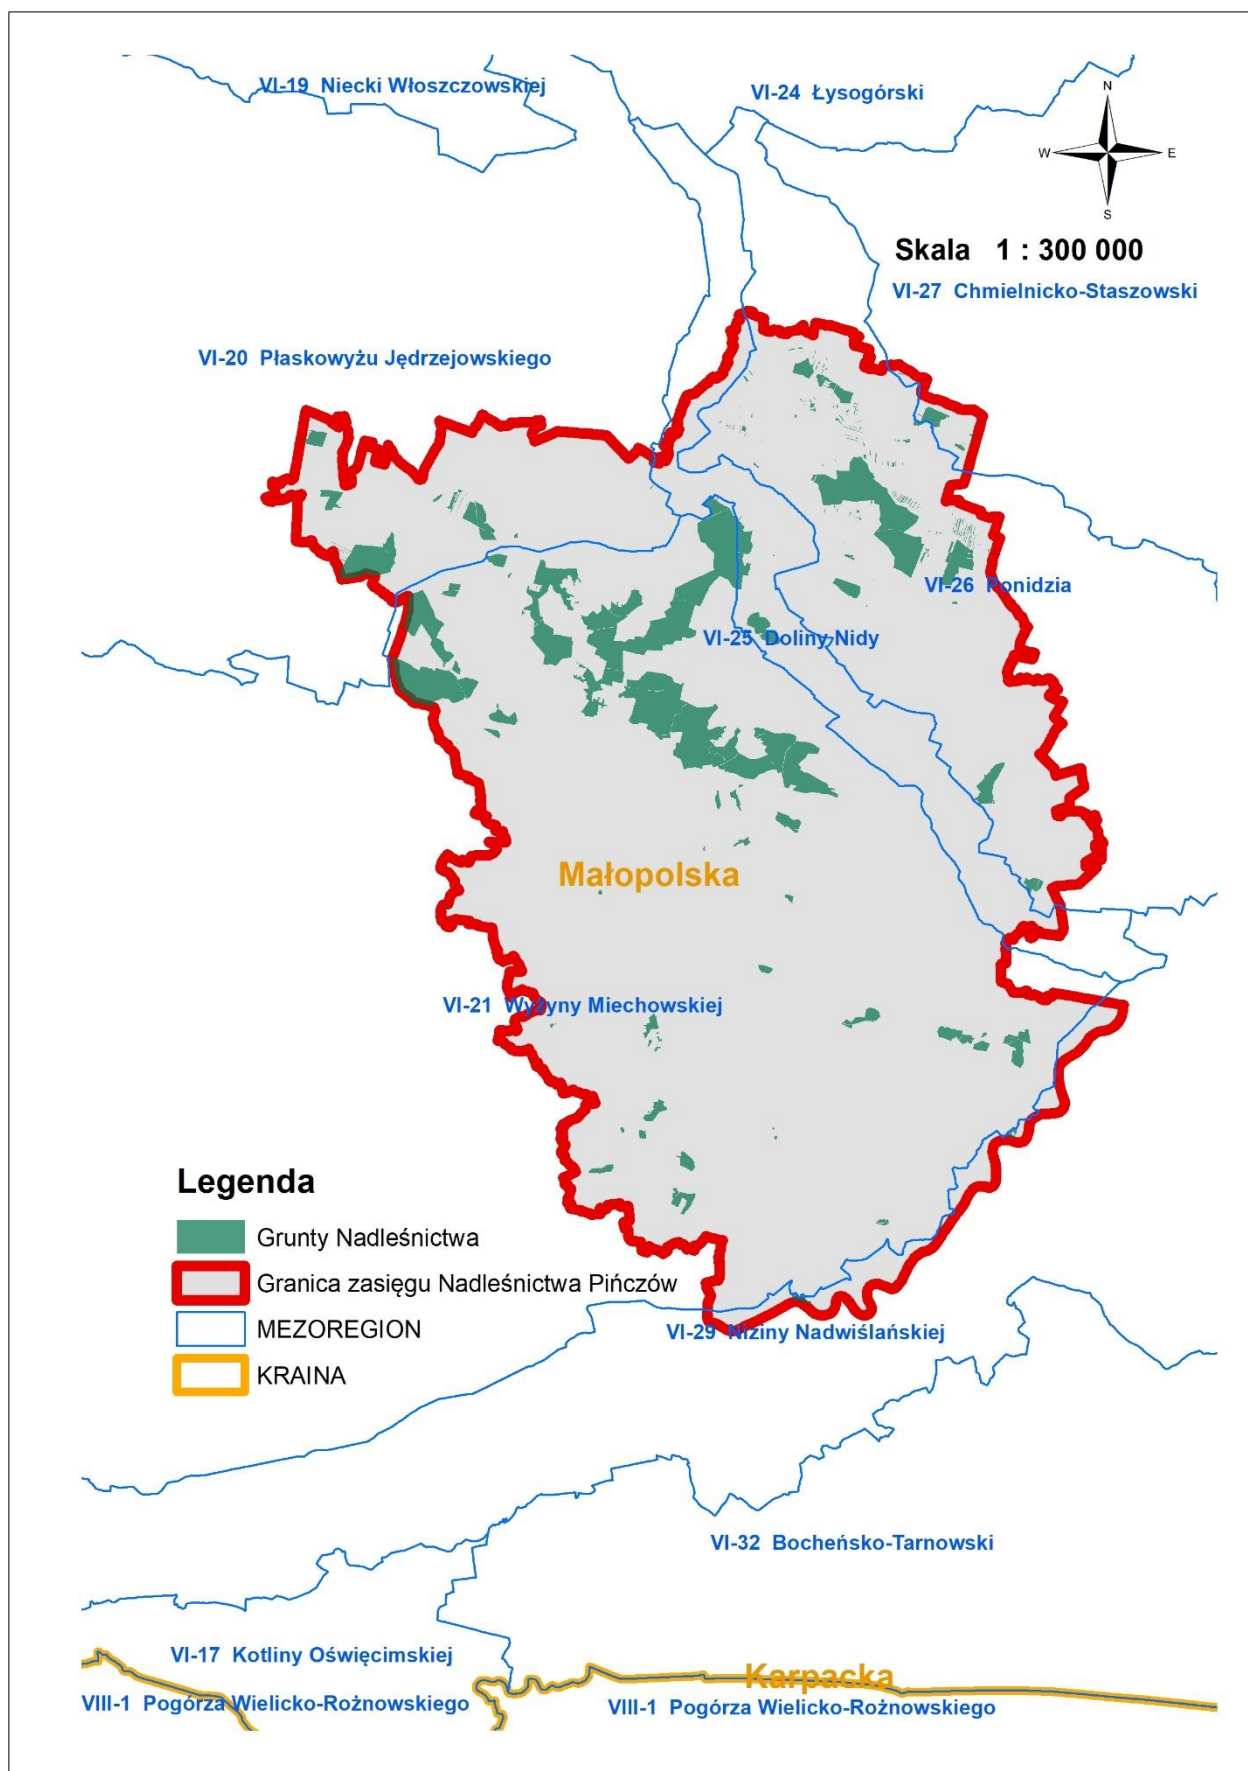 VI-19 Niecki Włoszczowskiej
VI-24 Łysogórski
N
W
E
S
Skala 1 : 300 000
VI-27 Chmielnicko-Staszowski
VI-20 Płaskowyżu Jędrzejowskiego
VI-26 Ponidzia
VI-25 Doliny Nidy
Małopolska
VI-21 Wyżyny Miechowskiej
Legenda
Grunty Nadleśnictwa
Granica zasięgu Nadleśnictwa Pińczów
MEZOREGION
KRAINA
VI-29 Niziny Nadwiślańskiej
VI-32 Bocheńsko-Tarnowski
VI-17 Kotliny Oświęcimskiej
Karpacka
VIII-1 Pogórza Wielicko-Rożnowskiego
VIII-1 Pogórza Wielicko-Rożnowskiego